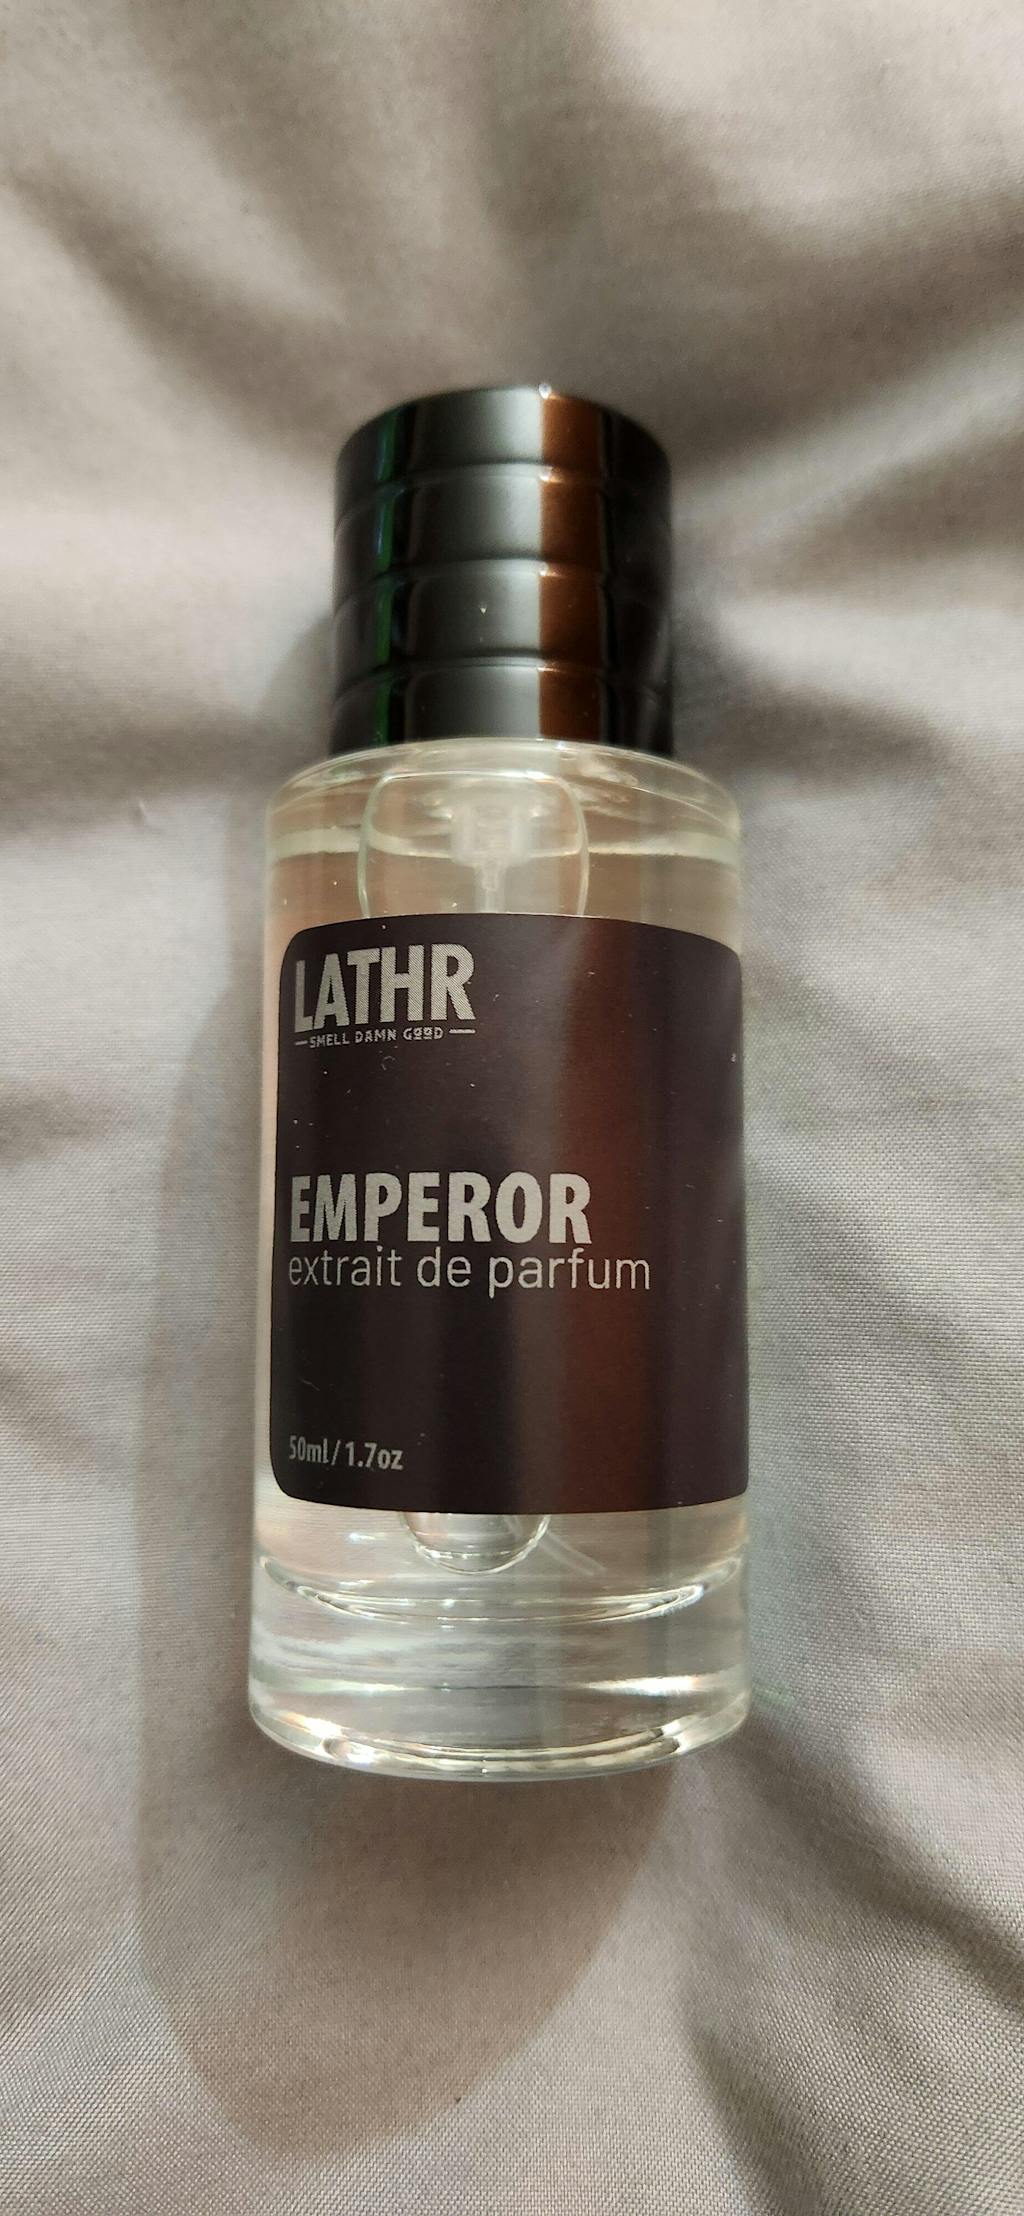 LATHR
SMELL DAMN GOOD
EMPEROR
extrait de parfum
50ml/1.7oz